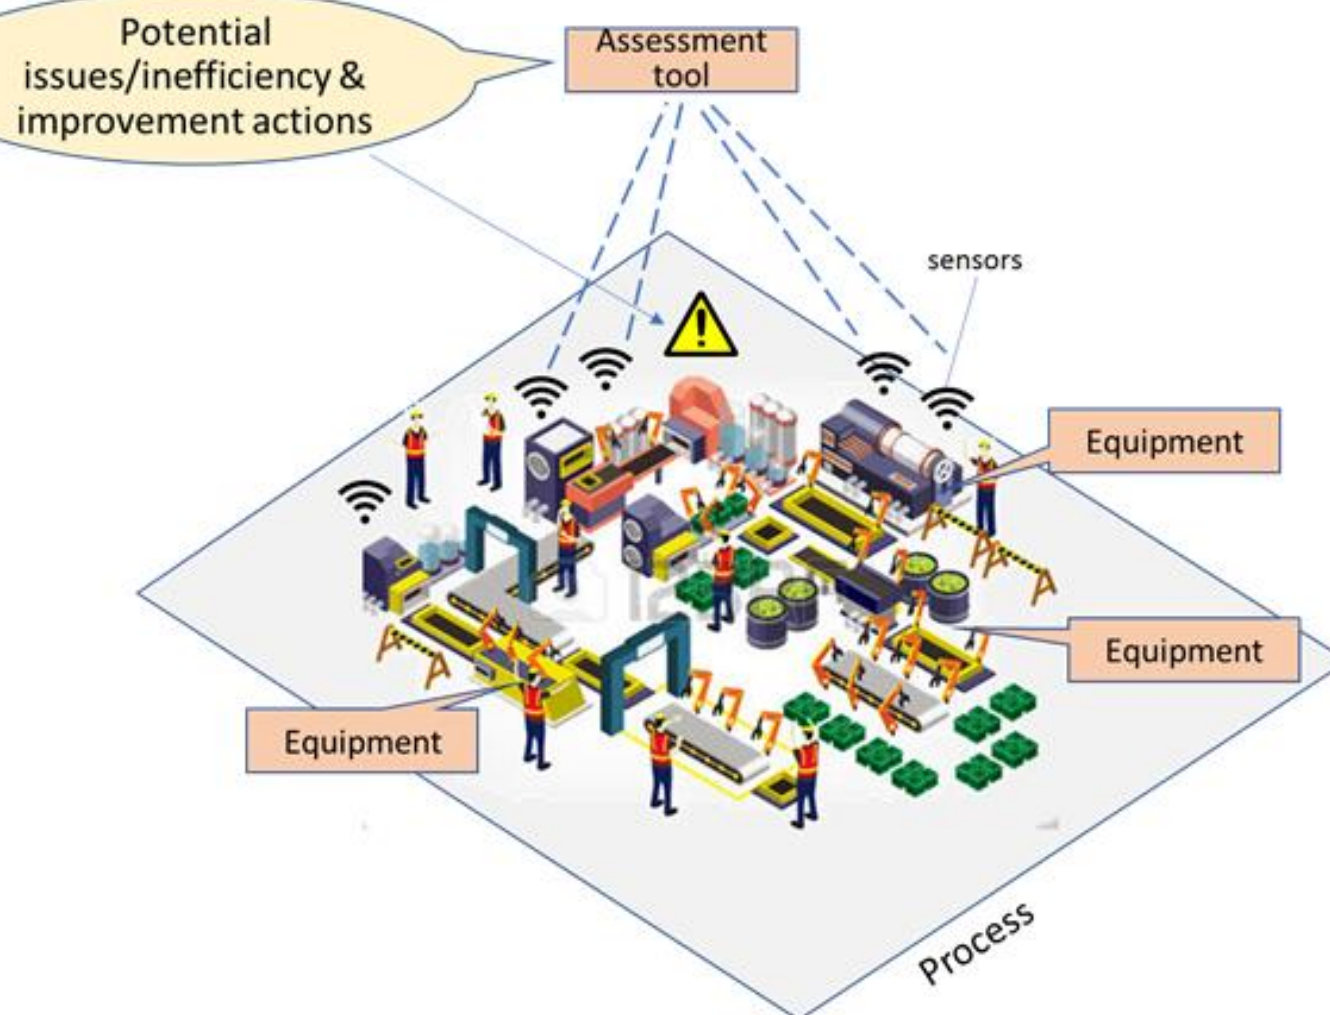 Potential
issues/inefficiency &
improvement actions
Assessment
tool
sensors
Equipment
Equipment
Equipment
Process